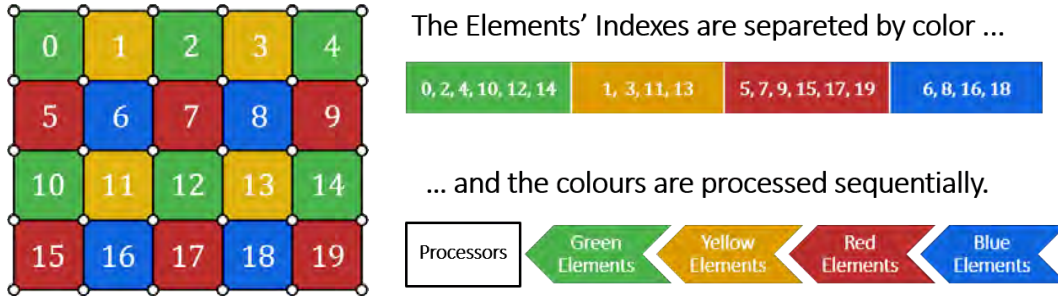 The Elements' Indexes are separeted by color ...
0 1 2 3 4
5 6 7 8 9
10 11 12 13 14
15 16 17 18 19
0, 2, 4, 10, 12, 14 1, 3, 11, 13 5, 7, 9, 15, 17, 19 6, 8, 16, 18
... and the colours are processed sequentially.
Processors
Green
Elements
Yellow
Elements
Red
Elements
Blue
Elements